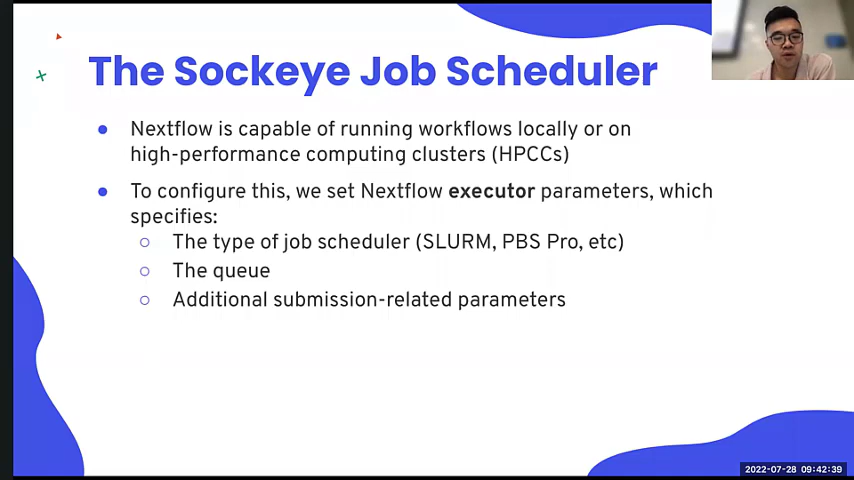 The Sockeye Job Scheduler
Nextflow is capable of running workflows locally or on
high-performance computing clusters (HPCCs)
To configure this, we set Nextflow executor parameters, which
specifies:
The type of job scheduler (SLURM, PBS Pro, etc)
The queue
Additional submission-related parameters
2022-07-28 09:42:39